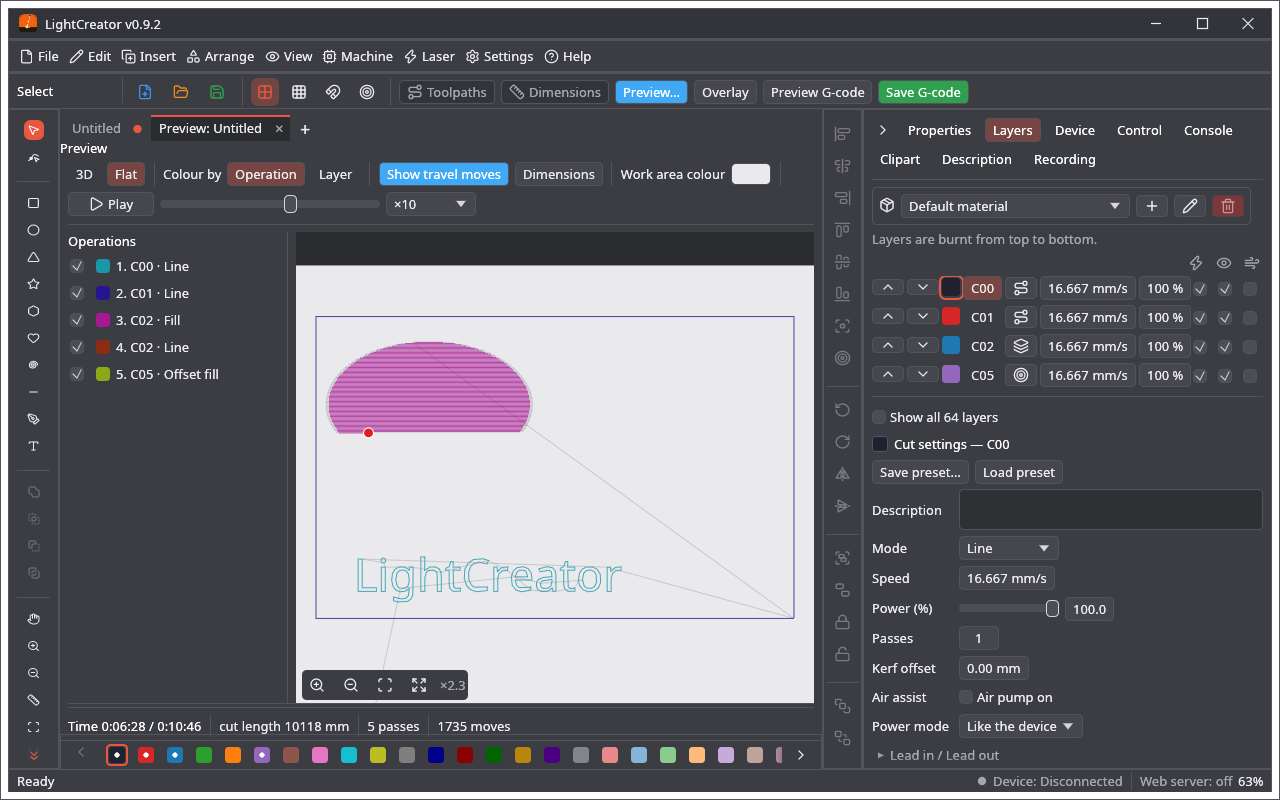 LightCreator v0.9.2
File Edit Insert Arrange View Machine Laser Settings Help
Select Toolpaths Dimensions Preview... Overlay Preview G-code Save G-code
Untitled Preview: Untitled × +
Preview
3D Flat Colour by Operation Layer Show travel moves Dimensions Work area colour
Play ×10
Operations
1. C00 · Line
2. C01 · Line
3. C02 · Fill
4. C02 · Line
5. C05 · Offset fill
LightCreator
×2.3
Time 0:06:28 / 0:10:46 cut length 10118 mm 5 passes 1735 moves
Properties Layers Device Control Console
Clipart Description Recording
Default material
Layers are burnt from top to bottom.
C00 16.667 mm/s 100 %
C01 16.667 mm/s 100 %
C02 16.667 mm/s 100 %
C05 16.667 mm/s 100 %
Show all 64 layers
Cut settings — C00
Save preset... Load preset
Description
Mode Line
Speed 16.667 mm/s
Power (%) 100.0
Passes 1
Kerf offset 0.00 mm
Air assist Air pump on
Power mode Like the device
Lead in / Lead out
Ready Device: Disconnected Web server: off 63%